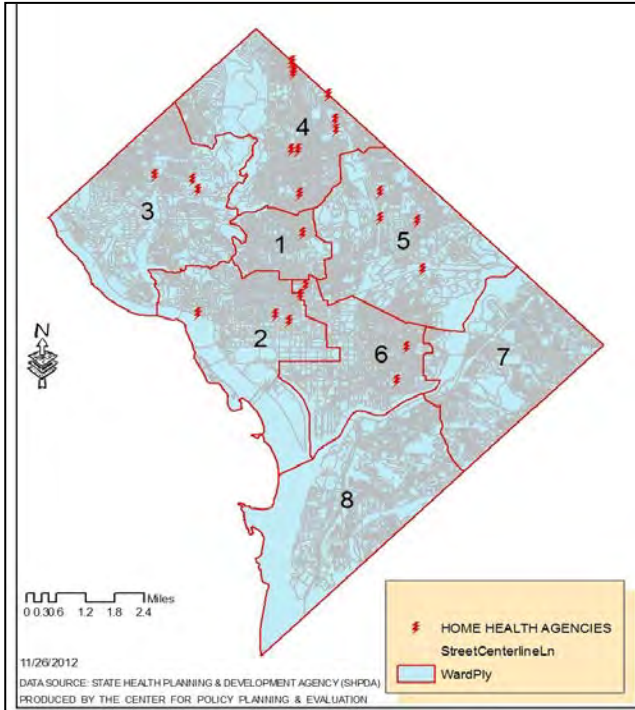 4
3
1
5
N
2
6
7
8
Miles
0 0.30.6 1.2 1.8 2.4
HOME HEALTH AGENCIES
StreetCenterlineLn
WardPly
11/26/2012
DATA SOURCE: STATE HEALTH PLANNING & DEVELOPMENT AGENCY (SHPDA)
PRODUCED BY THE CENTER FOR POLICY PLANNING & EVALUATION